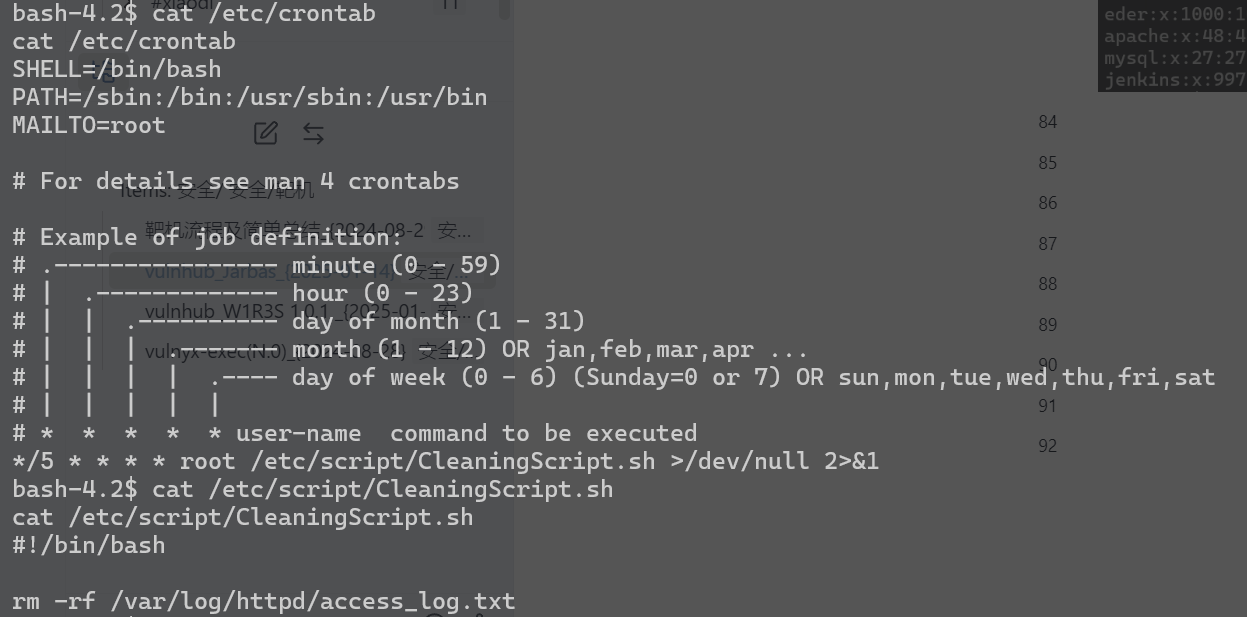 #xiaodi
11
bash-4.2$ cat /etc/crontab
cat /etc/crontab
SHELL=/bin/bash
PATH=/sbin:/bin:/usr/sbin:/usr/bin
MAILTO=root
# For details see man 4 crontabs
# Example of job definition:
# .---------------- minute (0 - 59)
# |  .------------- hour (0 - 23)
# |  |  .---------- day of month (1 - 31)
# |  |  |  .------- month (1 - 12) OR jan,feb,mar,apr ...
# |  |  |  |  .---- day of week (0 - 6) (Sunday=0 or 7) OR sun,mon,tue,wed,thu,fri,sat
# |  |  |  |  |
# *  *  *  *  * user-name  command to be executed
*/5 * * * * root /etc/script/CleaningScript.sh >/dev/null 2>&1
bash-4.2$ cat /etc/script/CleaningScript.sh
cat /etc/script/CleaningScript.sh
#!/bin/bash
rm -rf /var/log/httpd/access_log.txt
Items: 安全/ 安全/靶机
靶机流程及简单总结_{2024-08-2 安...
vulnhub_Jarbas_{2025-01-14} 安全/...
vulnhub_W1R3S 1.0.1_{2025-01- 安...
vulnyx-exec(N.0)_{2024-08-28} 安全/
eder:x:1000:1
apache:x:48:4
mysql:x:27:27
jenkins:x:997
84
85
86
87
88
89
90
91
92